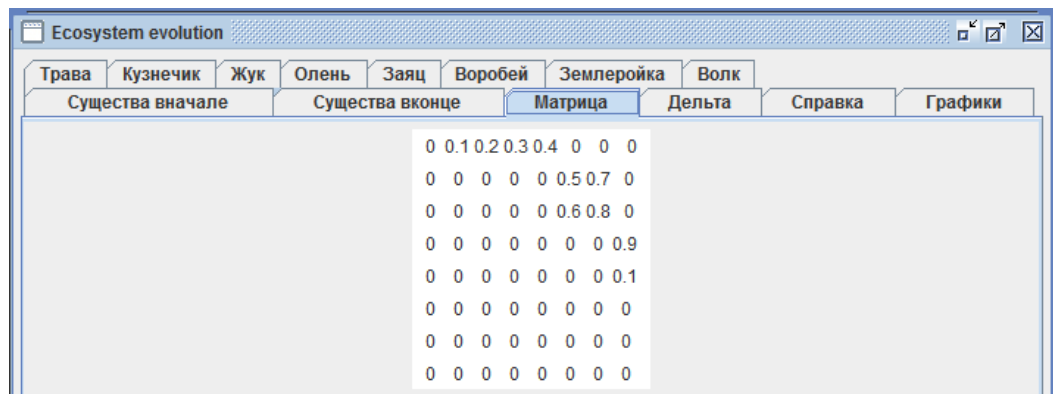 Ecosystem evolution
Трава Кузнечик Жук Олень Заяц Воробей Землеройка Волк
Существа вначале Существа вконце Матрица Дельта Справка Графики
0 0.1 0.2 0.3 0.4 0 0 0
0 0 0 0 0 0.5 0.7 0
0 0 0 0 0 0.6 0.8 0
0 0 0 0 0 0 0 0.9
0 0 0 0 0 0 0 0.1
0 0 0 0 0 0 0 0
0 0 0 0 0 0 0 0
0 0 0 0 0 0 0 0